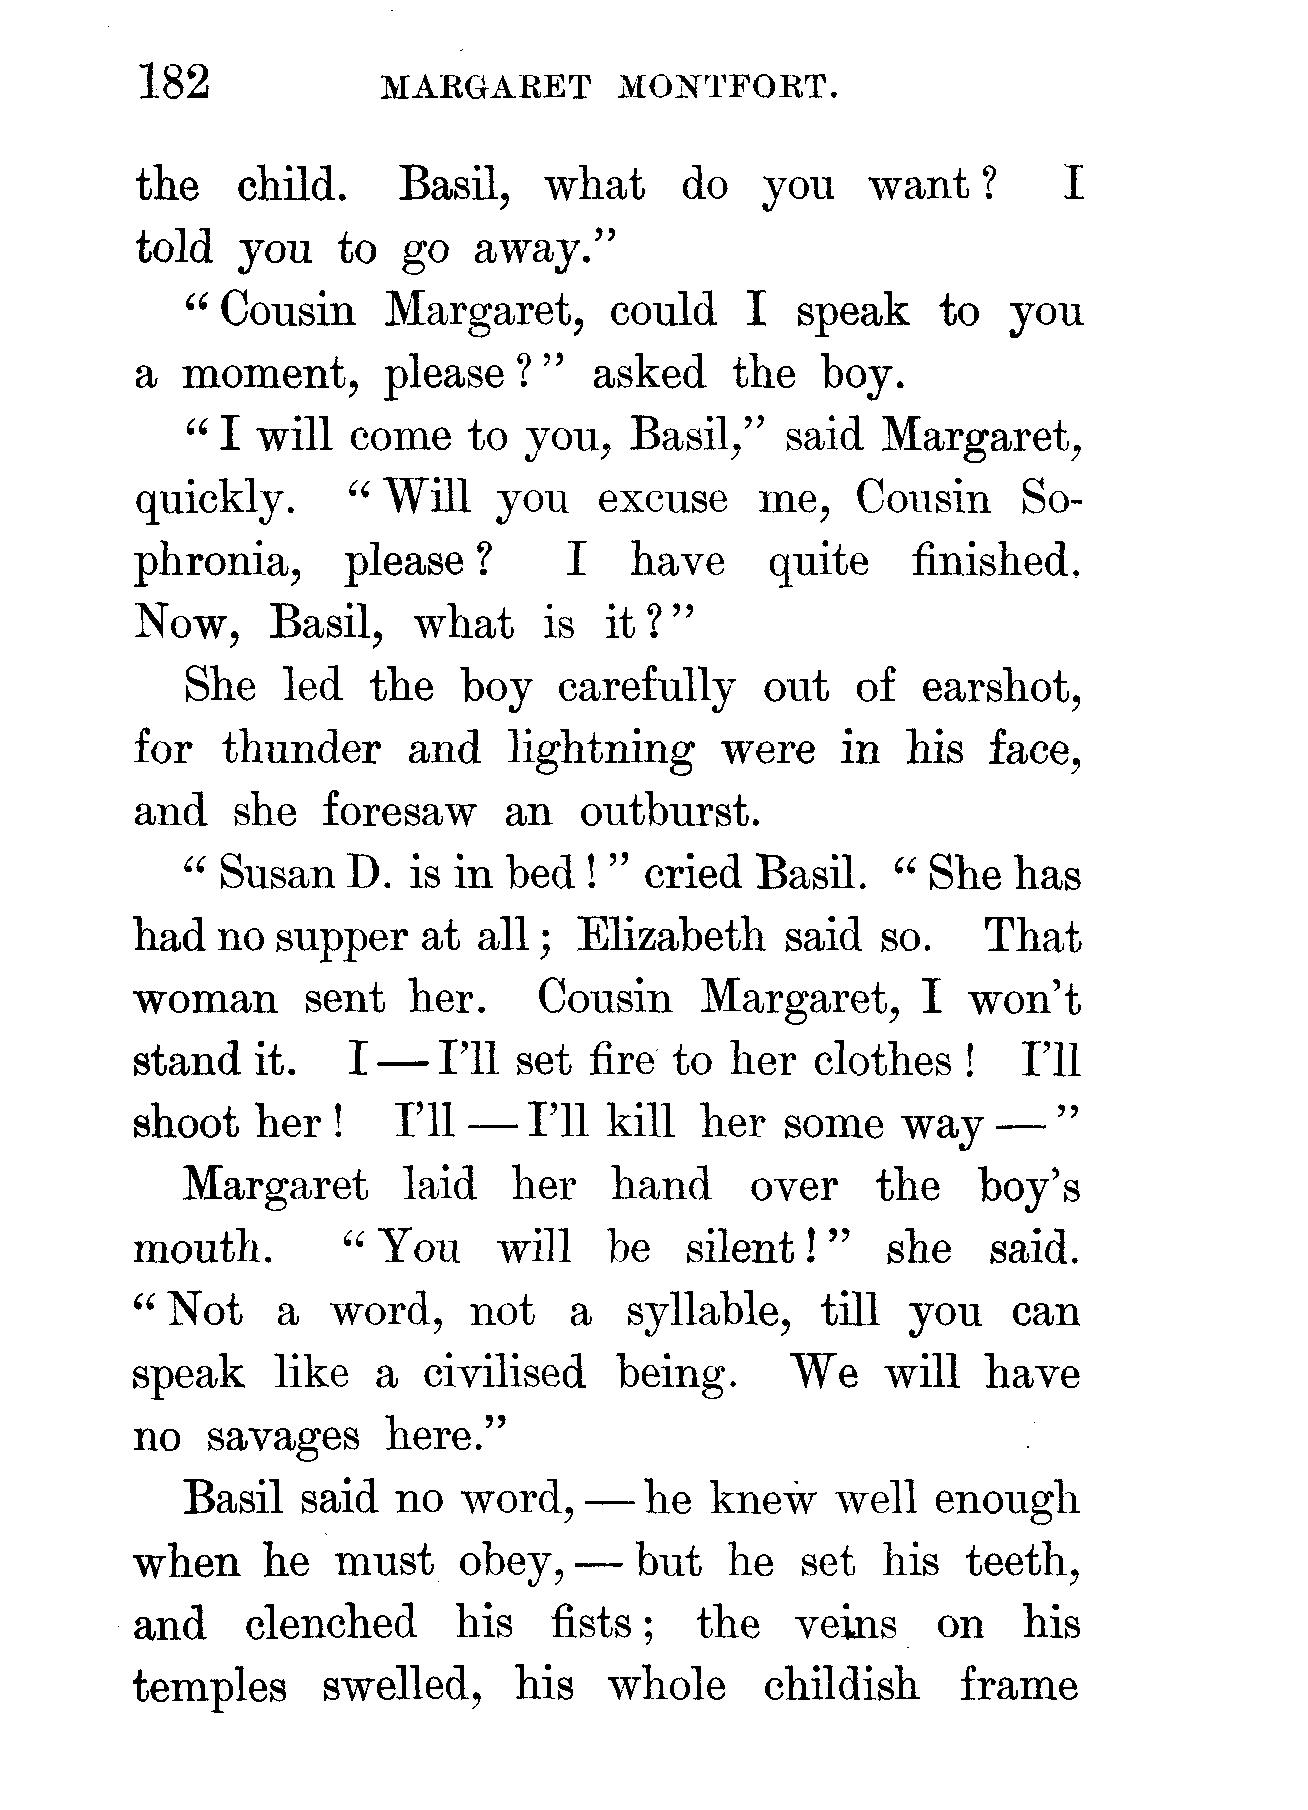 182 MARGARET MONTFORT.
the child. Basil, what do you want? I
told you to go away."
"Cousin Margaret, could I speak to you
a moment, please?" asked the boy.
"I will come to you, Basil," said Margaret,
quickly. "Will you excuse me, Cousin So-
phronia, please? I have quite finished.
Now, Basil, what is it?"
She led the boy carefully out of earshot,
for thunder and lightning were in his face,
and she foresaw an outburst.
"Susan D. is in bed!" cried Basil. "She has
had no supper at all; Elizabeth said so. That
woman sent her. Cousin Margaret, I won't
stand it. I—I'll set fire to her clothes! I'll
shoot her! I'll—I'll kill her some way—"
Margaret laid her hand over the boy's
mouth. "You will be silent!" she said.
"Not a word, not a syllable, till you can
speak like a civilised being. We will have
no savages here."
Basil said no word,—he knew well enough
when he must obey,—but he set his teeth,
and clenched his fists; the veins on his
temples swelled, his whole childish frame